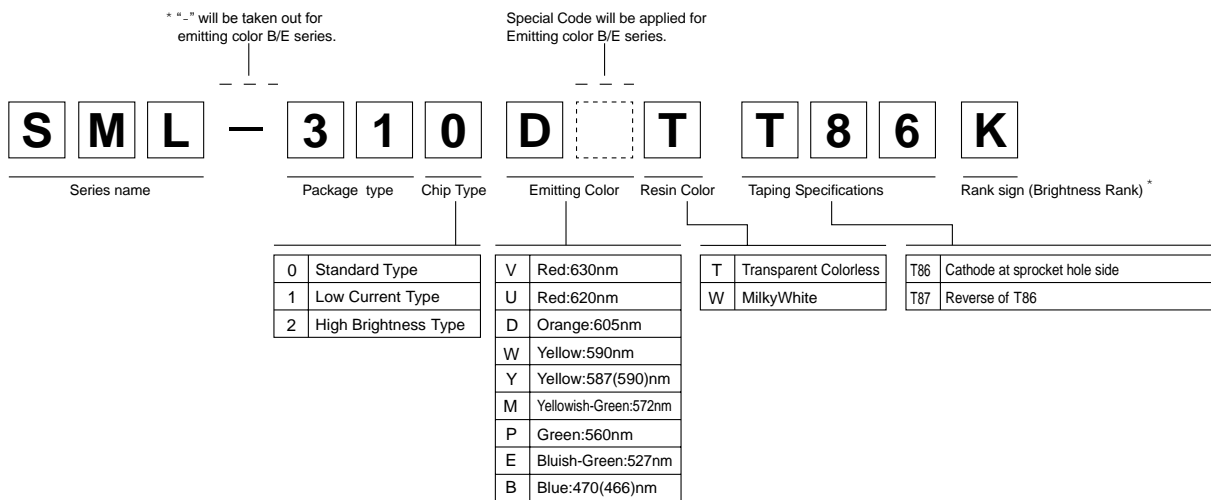 * "-" will be taken out for
emitting color B/E series.
Special Code will be applied for
Emitting color B/E series.
S M L — 3 1 0 D T T 8 6 K
Series name
Package type
Chip Type
Emitting Color
Resin Color
Taping Specifications
Rank sign (Brightness Rank) *
0 Standard Type
1 Low Current Type
2 High Brightness Type
V Red:630nm
U Red:620nm
D Orange:605nm
W Yellow:590nm
Y Yellow:587(590)nm
M Yellowish-Green:572nm
P Green:560nm
E Bluish-Green:527nm
B Blue:470(466)nm
T Transparent Colorless
W MilkyWhite
T86 Cathode at sprocket hole side
T87 Reverse of T86